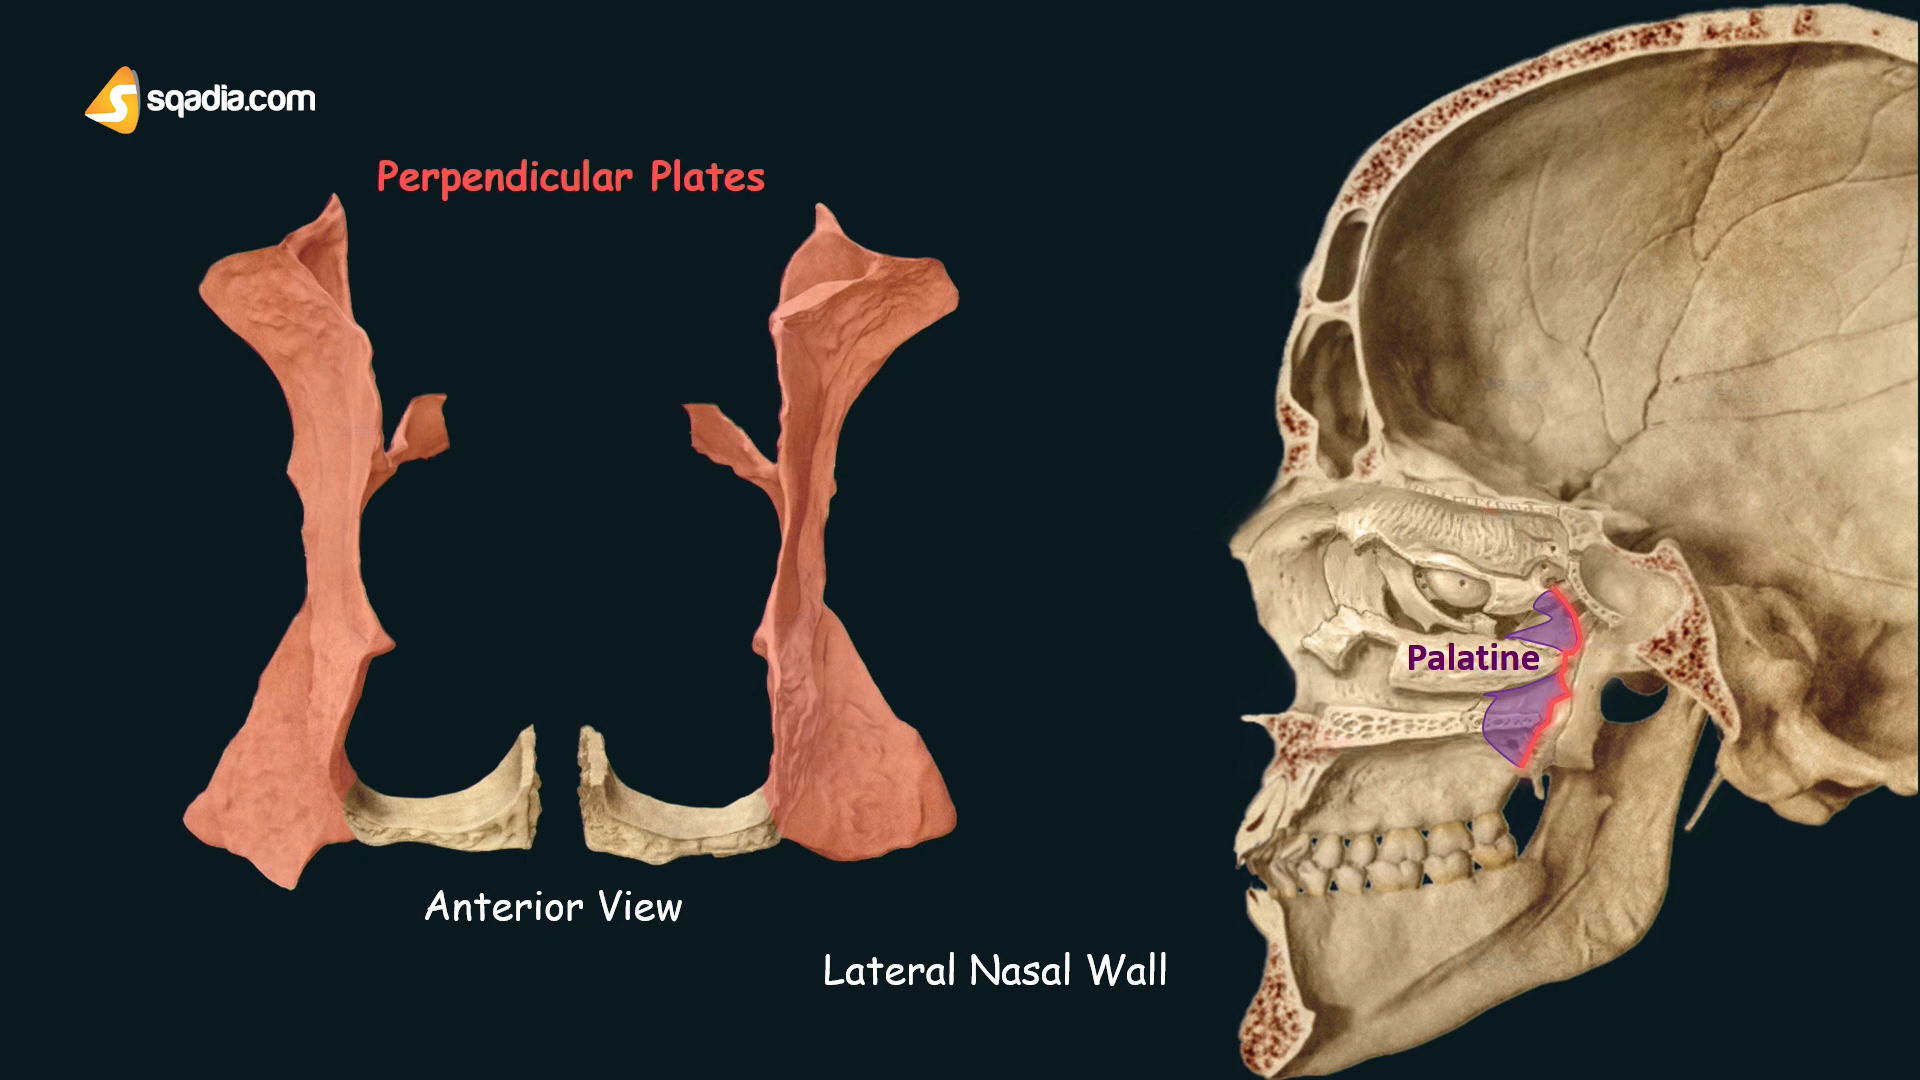 sqadia.com
Perpendicular Plates
Palatine
Anterior View
Lateral Nasal Wall